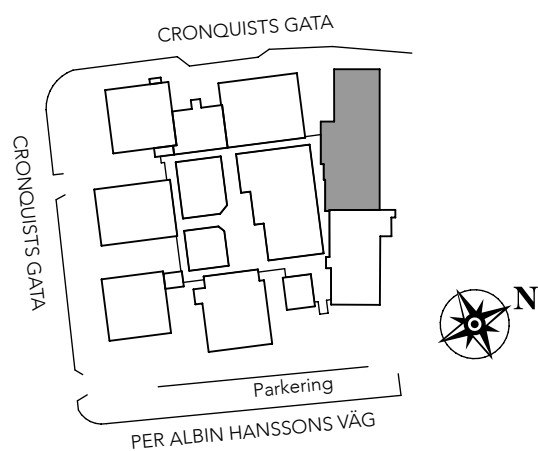 CRONQUISTS GATA
CRONQUISTS GATA
N
Parkering
PER ALBIN HANSSONS VÄG